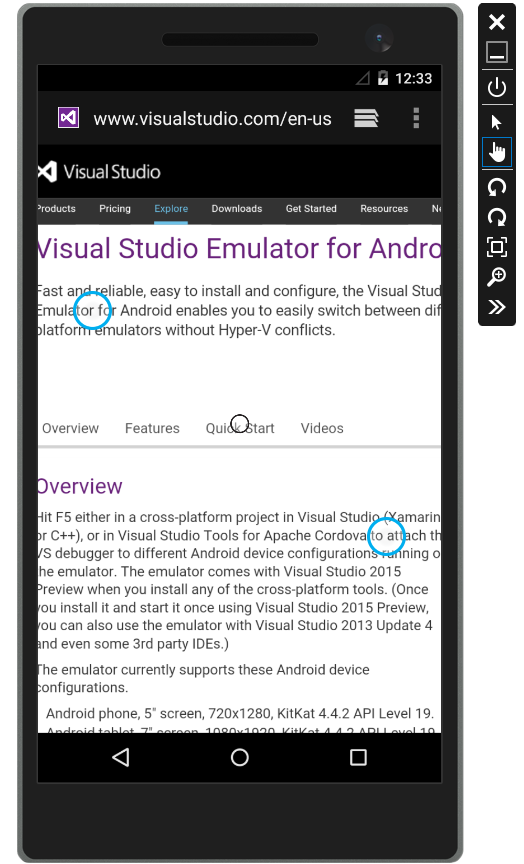 12:33
www.visualstudio.com/en-us
Visual Studio
Products Pricing Explore Downloads Get Started Resources Ne
Visual Studio Emulator for Andro
Fast and reliable, easy to install and configure, the Visual Stud
Emulator for Android enables you to easily switch between dif
platform emulators without Hyper-V conflicts.
Overview Features Quick Start Videos
Overview
Hit F5 either in a cross-platform project in Visual Studio (Xamarin
or C++), or in Visual Studio Tools for Apache Cordova to attach th
VS debugger to different Android device configurations running o
the emulator. The emulator comes with Visual Studio 2015
Preview when you install any of the cross-platform tools. (Once
you install it and start it once using Visual Studio 2015 Preview,
you can also use the emulator with Visual Studio 2013 Update 4
and even some 3rd party IDEs.)
The emulator currently supports these Android device
configurations.
Android phone, 5" screen, 720x1280, KitKat 4.4.2 API Level 19.
Android tablet, 7" screen, 1080x1920, KitKat 4.4.2 API Level 19